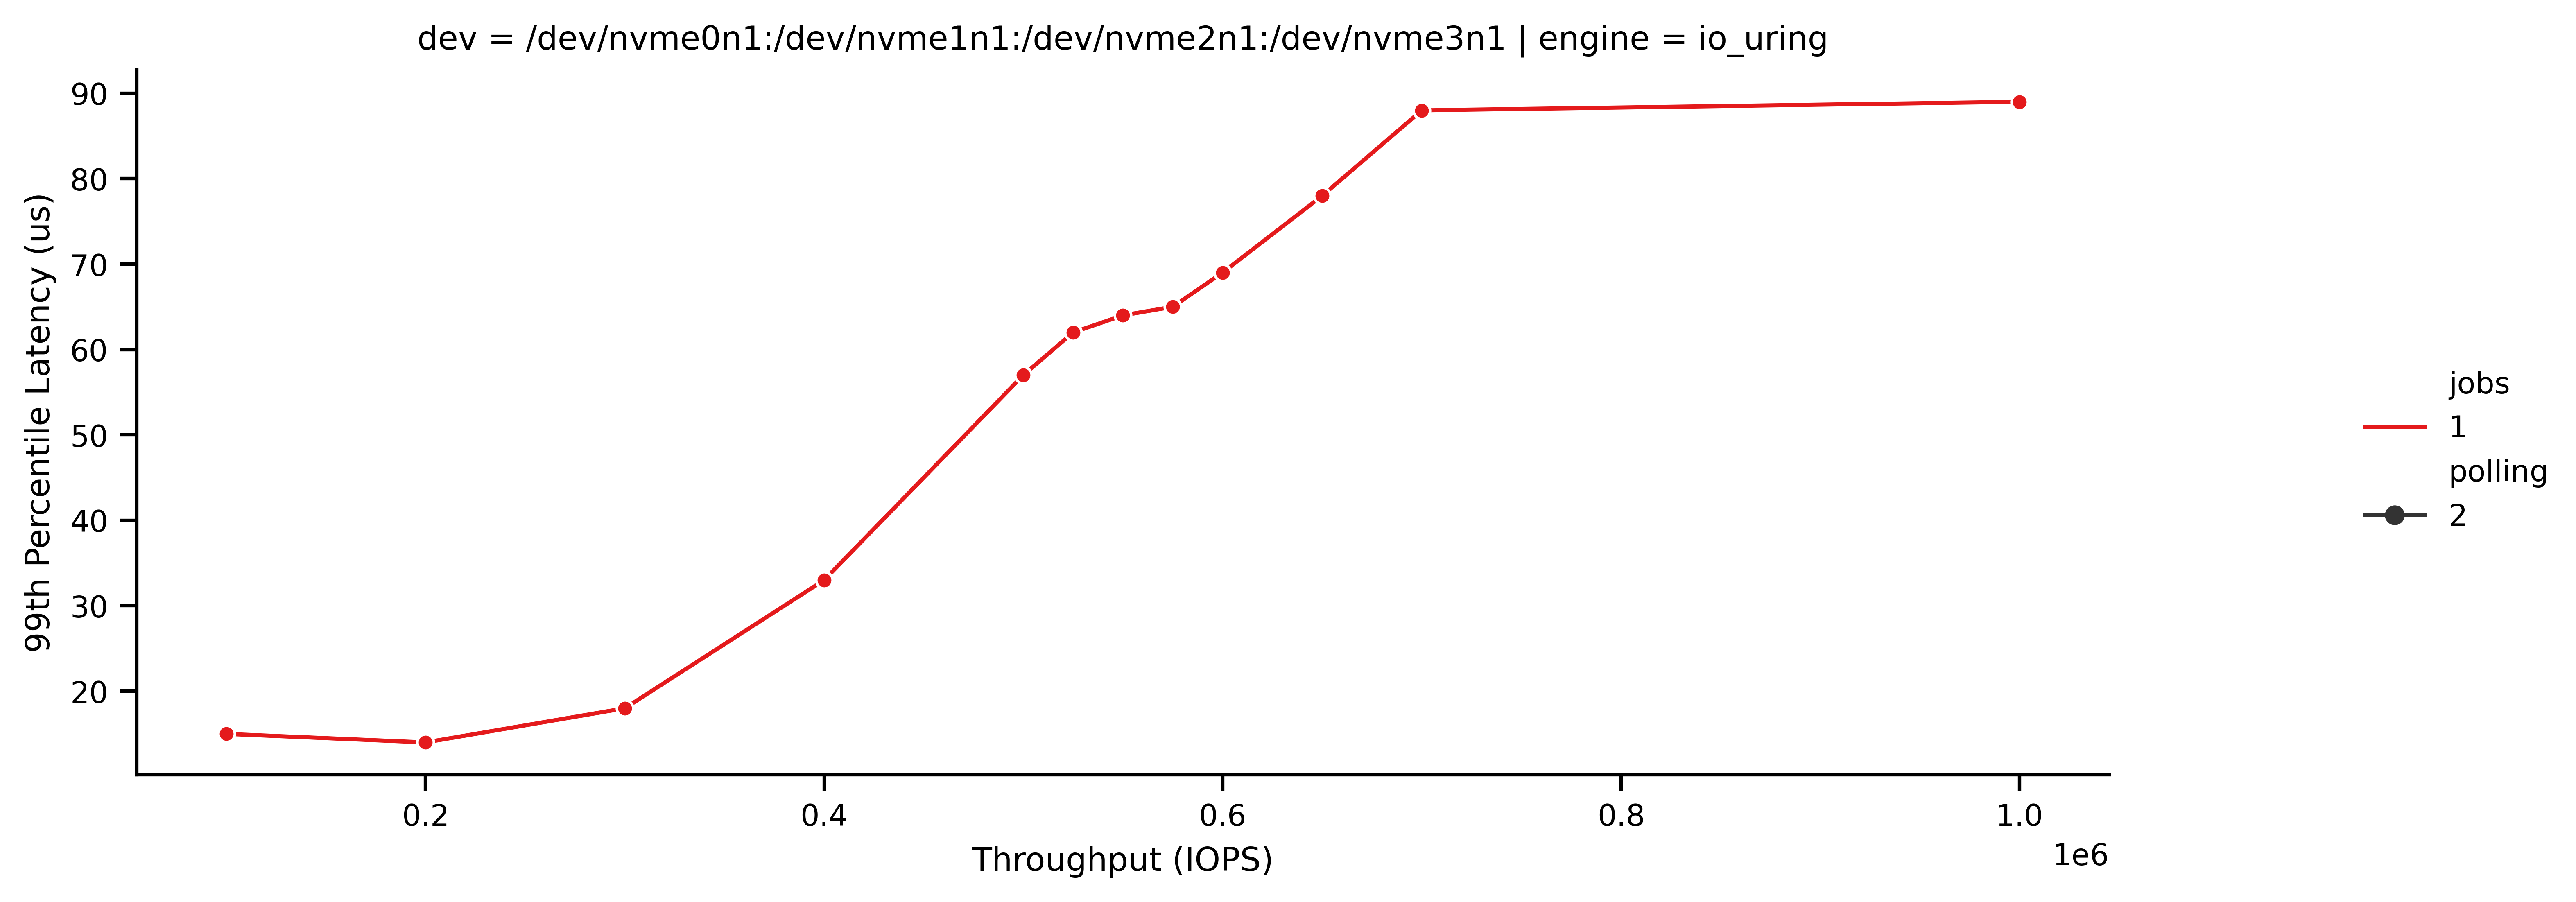 dev = /dev/nvme0n1:/dev/nvme1n1:/dev/nvme2n1:/dev/nvme3n1 | engine = io_uring
99th Percentile Latency (us)
90
80
70
60
50
40
30
20
0.2
0.4
0.6
0.8
1.0
1e6
Throughput (IOPS)
jobs
1
polling
2